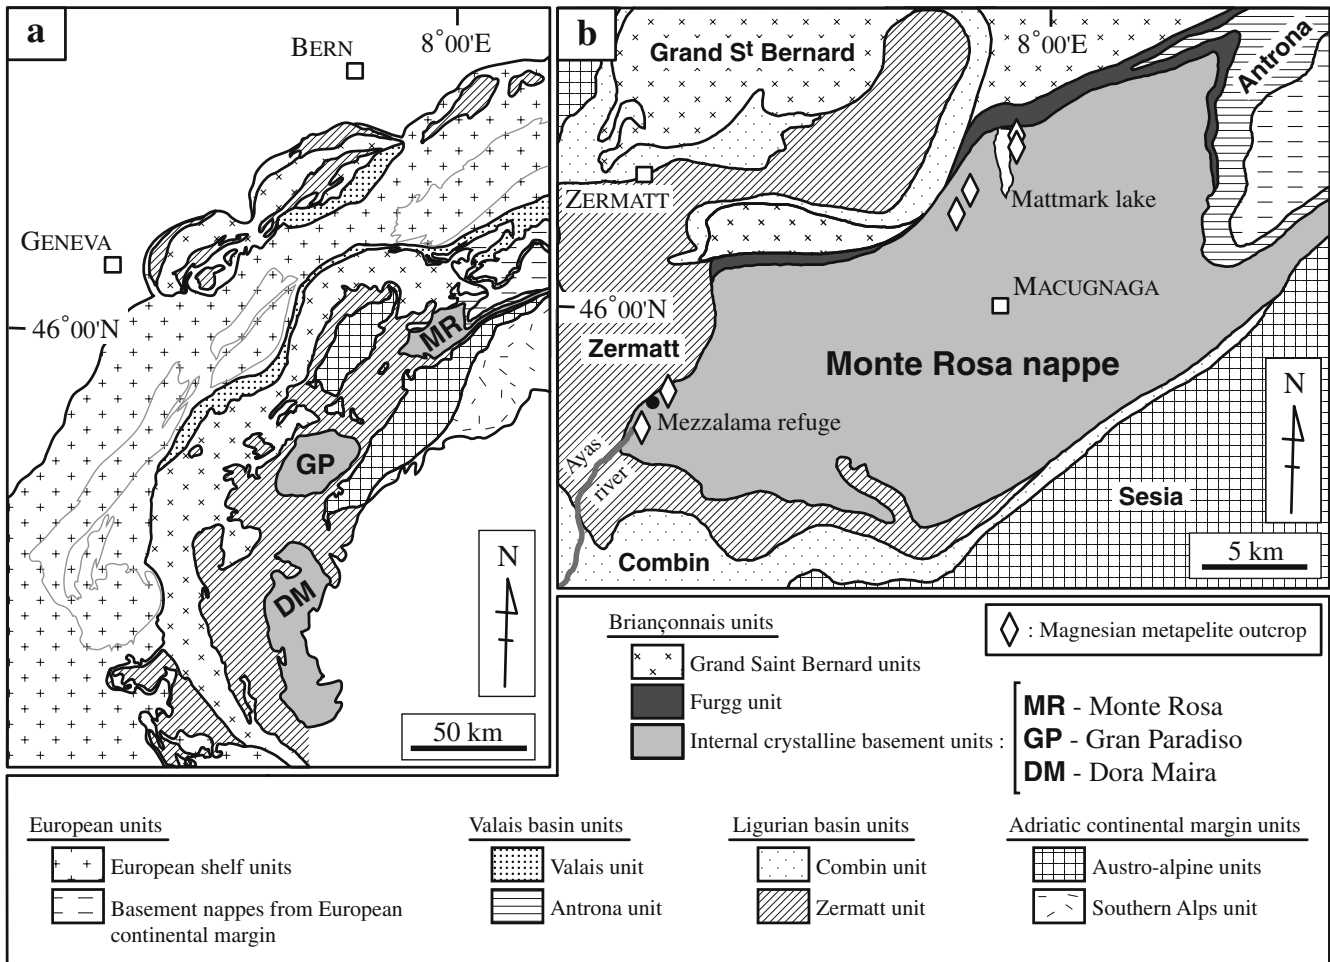 a
BERN
8°00'E
GENEVA
46°00'N
MR
GP
DM
N
50 km
b
Grand St Bernard
8°00'E
Antrona
ZERMATT
Mattmark lake
MACUGNAGA
46°00'N
Zermatt
Monte Rosa nappe
Mezzalama refuge
Ayas
river
N
Sesia
Combin
5 km
Briançonnais units
Grand Saint Bernard units
Furgg unit
Internal crystalline basement units :
: Magnesian metapelite outcrop
MR - Monte Rosa
GP - Gran Paradiso
DM - Dora Maira
European units
European shelf units
Basement nappes from European
continental margin
Valais basin units
Valais unit
Antrona unit
Ligurian basin units
Combin unit
Zermatt unit
Adriatic continental margin units
Austro-alpine units
Southern Alps unit